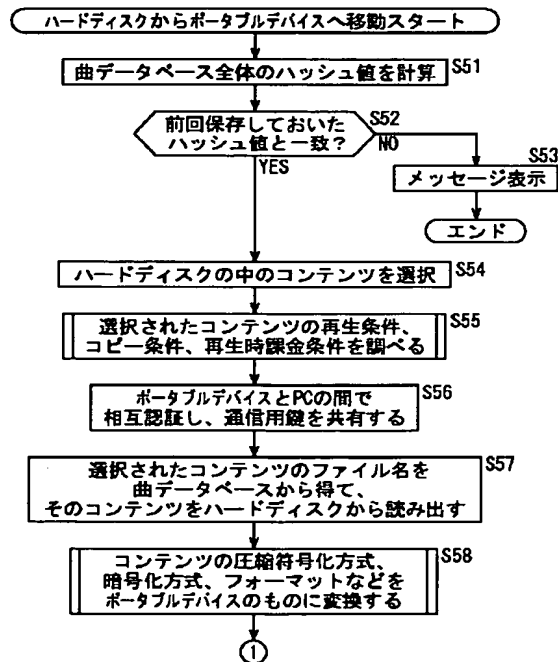 ハードディスクからポータブルデバイスへ移動スタート
曲データベース全体のハッシュ値を計算
S51
前回保存しておいた
ハッシュ値と一致?
S52
NO
YES
メッセージ表示
S53
エンド
ハードディスクの中のコンテンツを選択
S54
選択されたコンテンツの再生条件、
コピー条件、再生時課金条件を調べる
S55
ポータブルデバイスとPCの間で
相互認証し、通信用鍵を共有する
S56
選択されたコンテンツのファイル名を
曲データベースから得て、
そのコンテンツをハードディスクから読み出す
S57
コンテンツの圧縮符号化方式、
暗号化方式、フォーマットなどを
ポータブルデバイスのものに変換する
S58
1